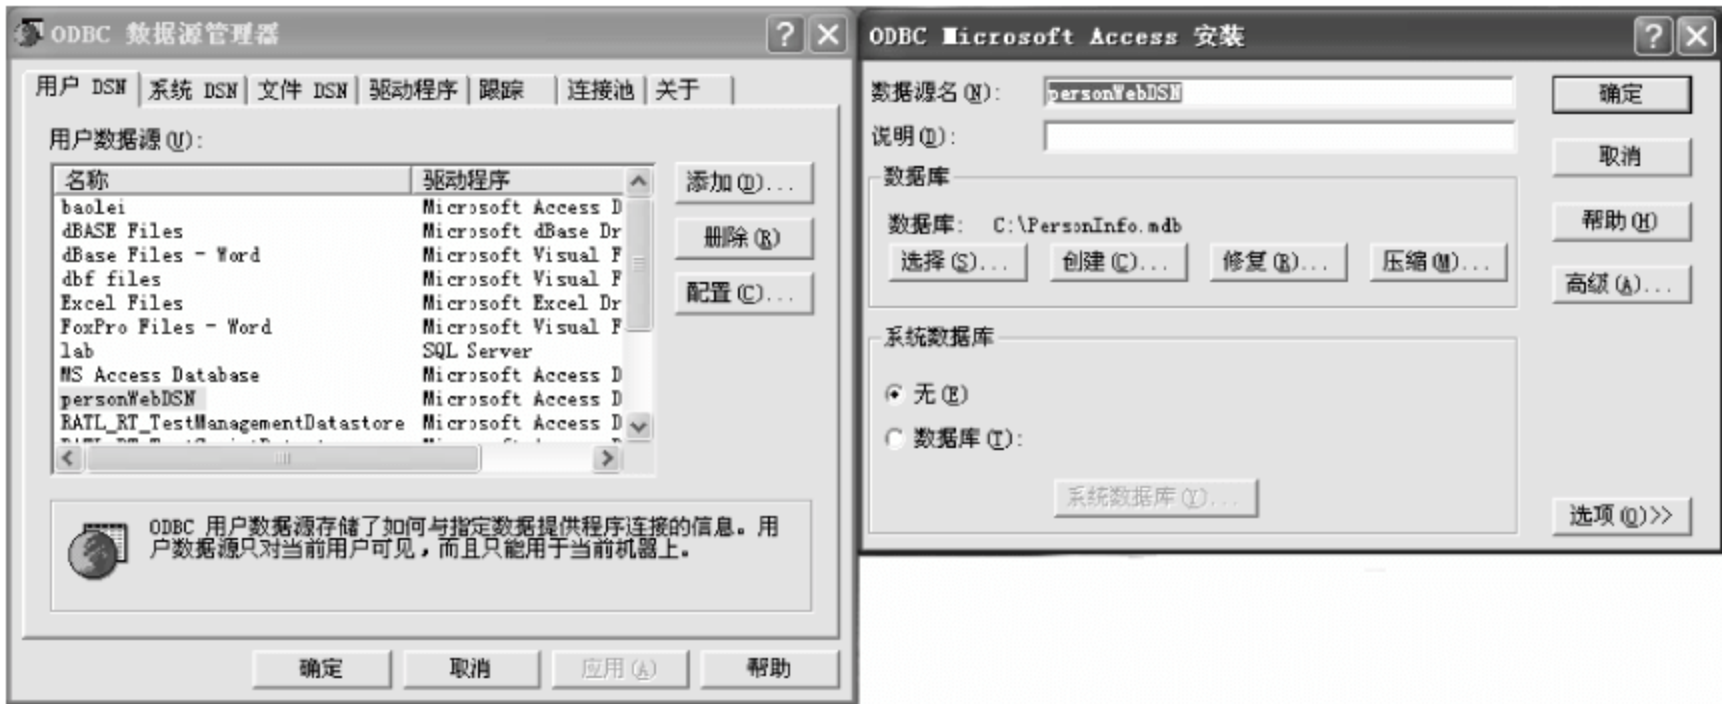 ODBC 数据源管理器
用户 DSN 系统 DSN 文件 DSN 驱动程序 跟踪 连接池 关于
用户数据源(U):
名称 驱动程序
baolei Microsoft Access D
dBASE Files Microsoft dBase Dr
dBase Files - Word Microsoft Visual F
dbf files Microsoft Visual F
Excel Files Microsoft Excel Dr
FoxPro Files - Word Microsoft Visual F
lab SQL Server
MS Access Database Microsoft Access D
personWebDSN Microsoft Access D
RATL_RT_TestManagementDatastore Microsoft Access D
添加(D)...
删除(R)
配置(C)...
ODBC 用户数据源存储了如何与指定数据提供程序连接的信息。用
户数据源只对当前用户可见,而且只能用于当前机器上。
确定 取消 应用(A) 帮助
ODBC Microsoft Access 安装
数据源名(N): personWebDSN
说明(D):
数据库
数据库: C:\PersonInfo.mdb
选择(S)... 创建(C)... 修复(R)... 压缩(M)...
系统数据库
无(E)
数据库(T):
系统数据库(Y)...
确定
取消
帮助(H)
高级(A)...
选项(O)>>